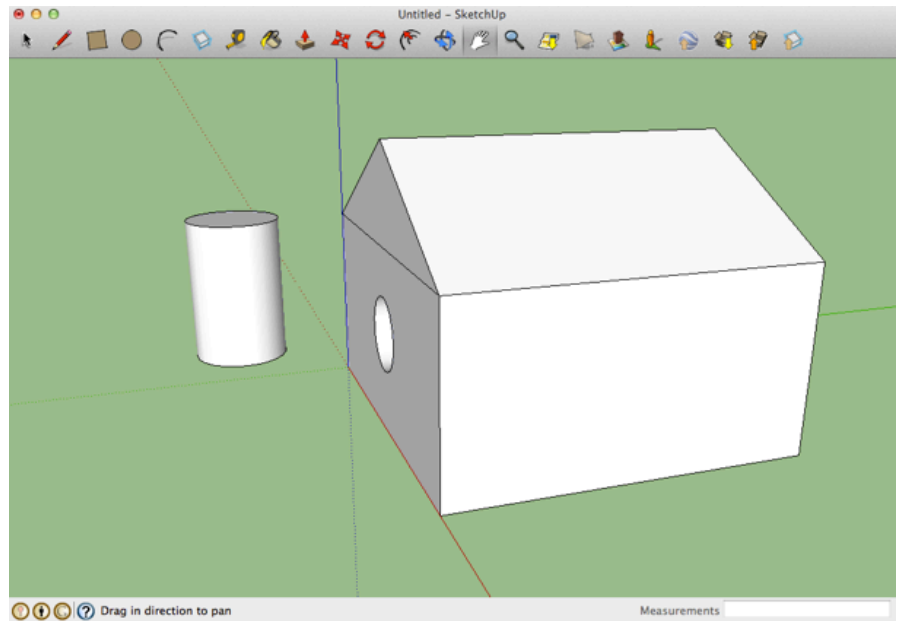 Untitled – SketchUp
Drag in direction to pan
Measurements